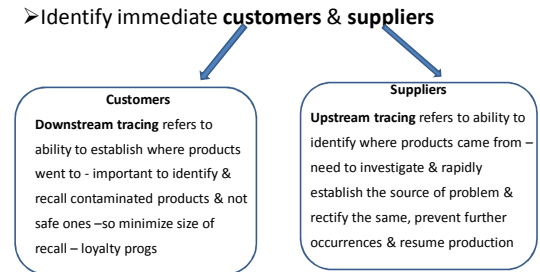 ➢Identify immediate customers & suppliers
Customers
Downstream tracing refers to
ability to establish where products
went to - important to identify &
recall contaminated products & not
safe ones –so minimize size of
recall – loyalty progs
Suppliers
Upstream tracing refers to ability to
identify where products came from –
need to investigate & rapidly
establish the source of problem &
rectify the same, prevent further
occurrences & resume production